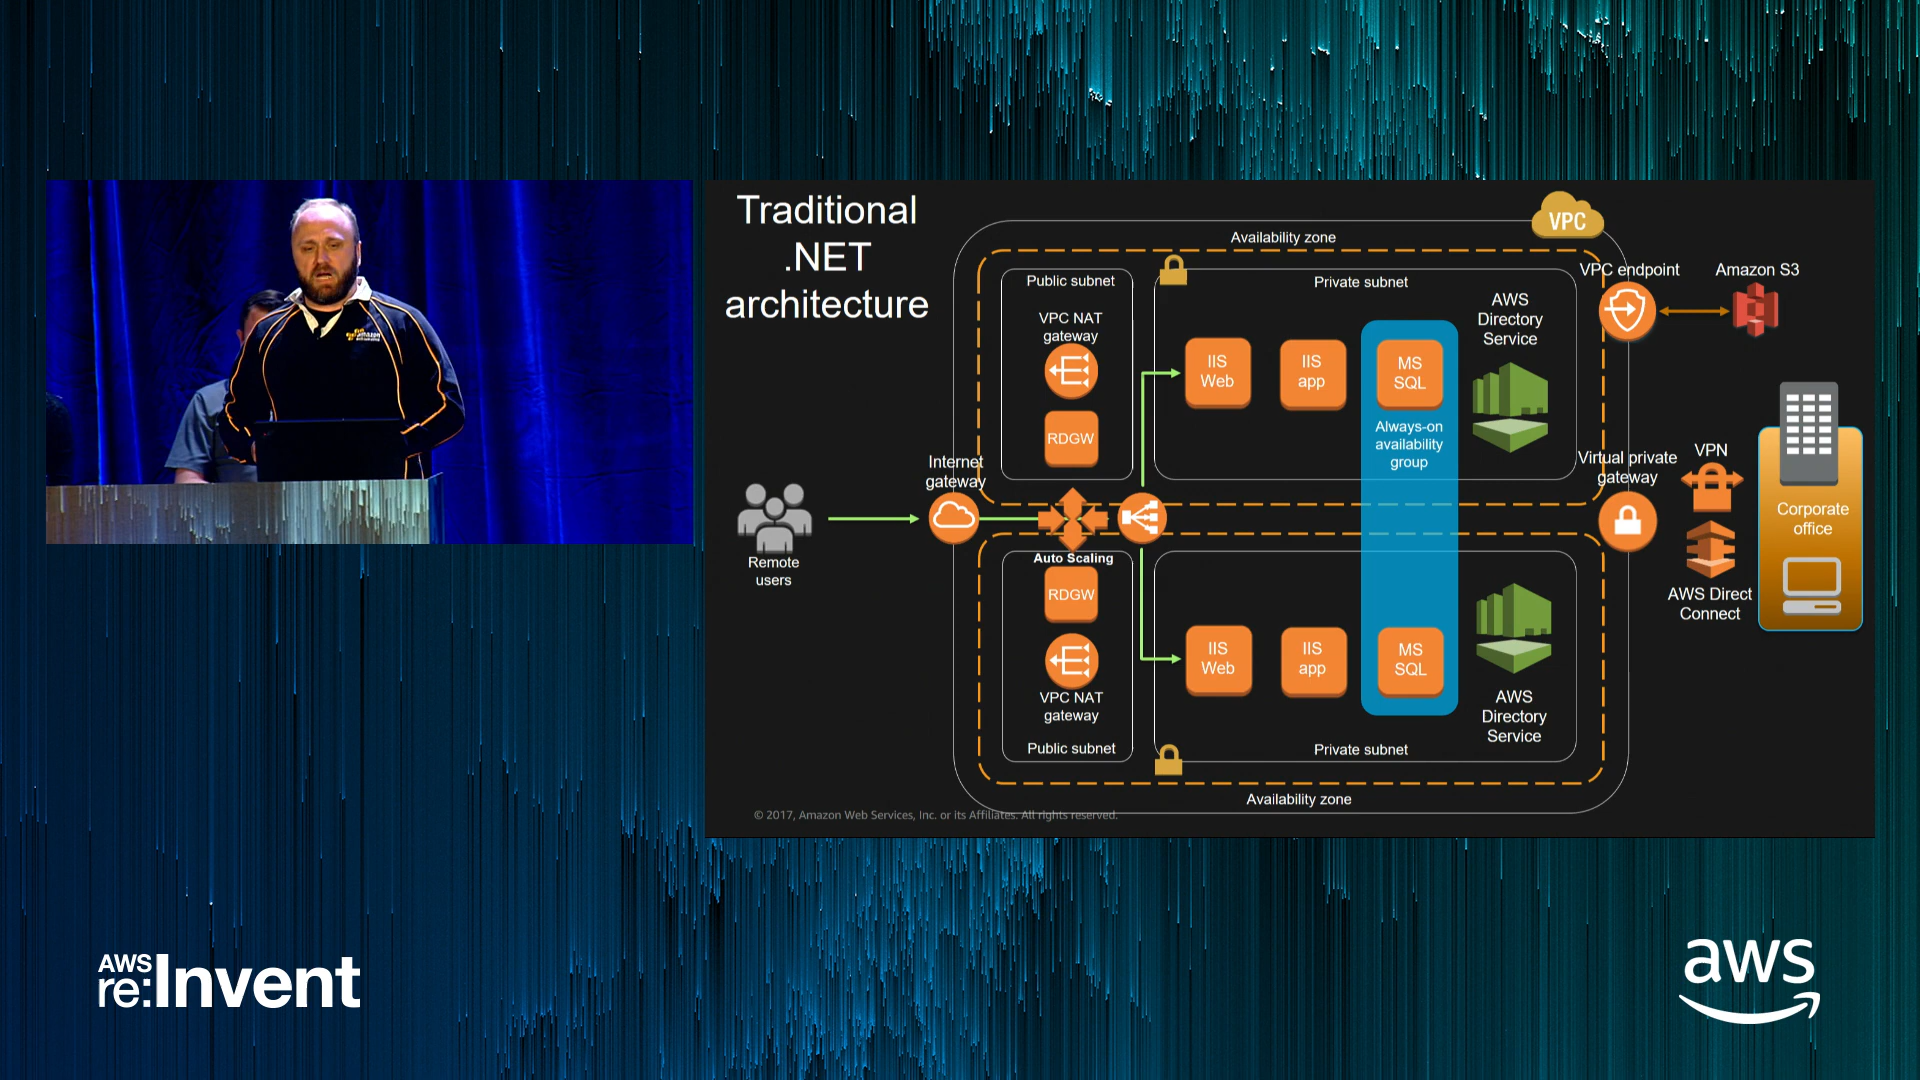 Traditional
.NET
architecture
VPC
Availability zone
Public subnet
VPC NAT
gateway
RDGW
Private subnet
IIS
Web
IIS
app
MS
SQL
Always-on
availability
group
AWS
Directory
Service
VPC endpoint
Amazon S3
Internet
gateway
Remote
users
Auto Scaling
RDGW
VPC NAT
gateway
Public subnet
IIS
Web
IIS
app
MS
SQL
AWS
Directory
Service
Private subnet
Availability zone
Virtual private
gateway
VPN
AWS Direct
Connect
Corporate
office
© 2017, Amazon Web Services, Inc. or its Affiliates. All rights reserved.
AWS
re:Invent
aws